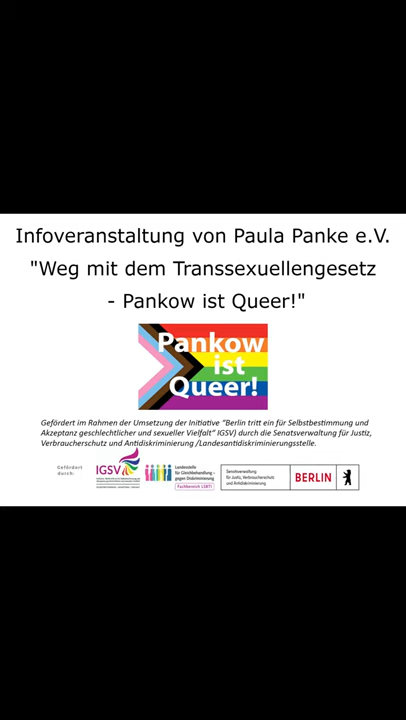 Infoveranstaltung von Paula Panke e.V.
"Weg mit dem Transsexuellengesetz
- Pankow ist Queer!"
Pankow
ist
Queer!
Gefördert im Rahmen der Umsetzung der Initiative "Berlin tritt ein für Selbstbestimmung und
Akzeptanz geschlechtlicher und sexueller Vielfalt" IGSV) durch die Senatsverwaltung für Justiz,
Verbraucherschutz und Antidiskriminierung /Landesantidiskriminierungsstelle.
Gefördert
durch:
IGSV
Landesstelle
für Gleichbehandlung –
gegen Diskriminierung
Fachbereich LSBTI
Senatsverwaltung
für Justiz, Verbraucherschutz
und Antidiskriminierung
BERLIN